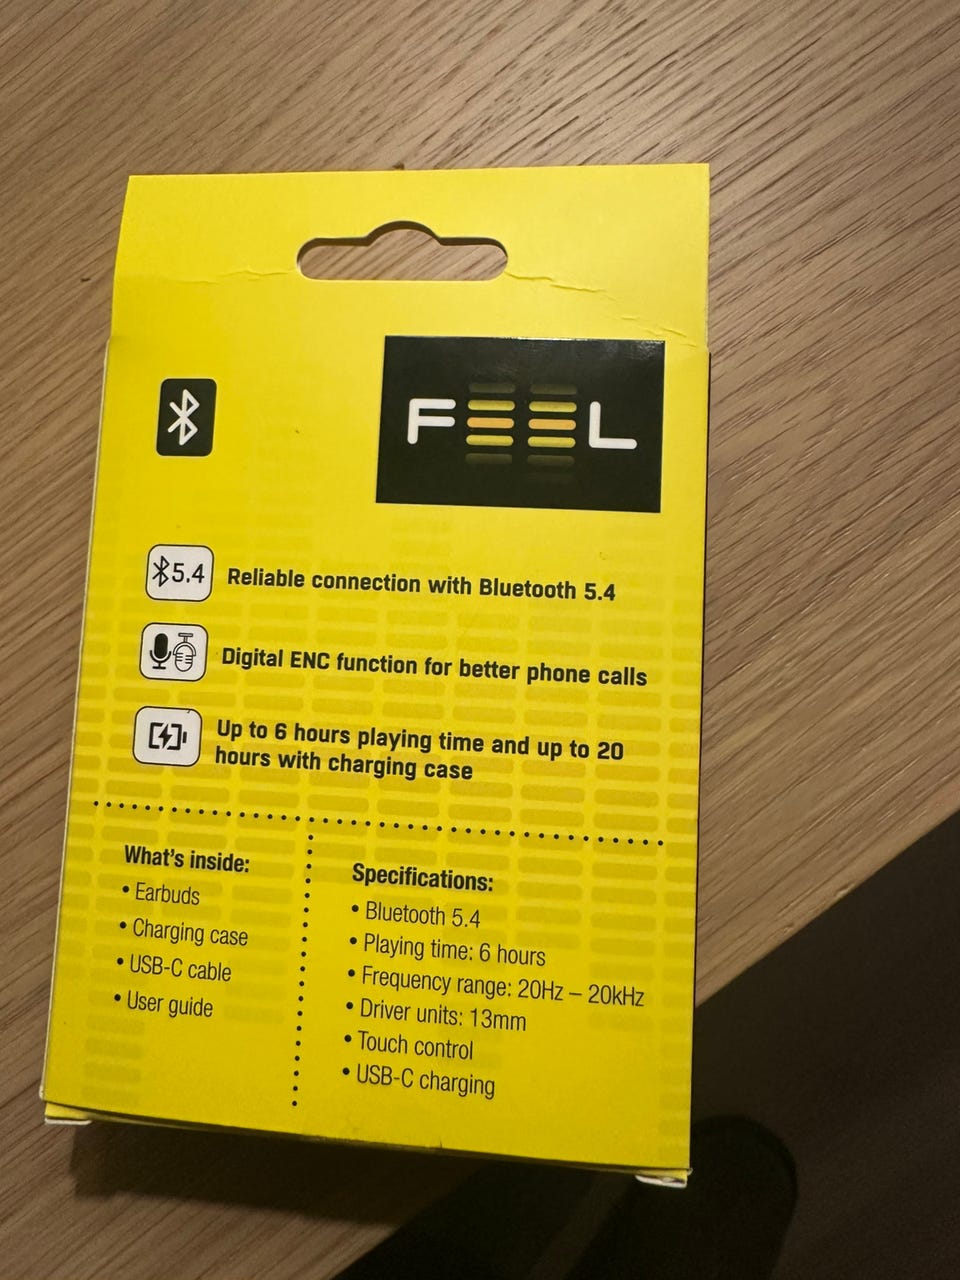 FEEL
5.4
Reliable connection with Bluetooth 5.4
Digital ENC function for better phone calls
Up to 6 hours playing time and up to 20
hours with charging case
What's inside:
• Earbuds
• Charging case
• USB-C cable
• User guide
Specifications:
• Bluetooth 5.4
• Playing time: 6 hours
• Frequency range: 20Hz – 20kHz
• Driver units: 13mm
• Touch control
• USB-C charging